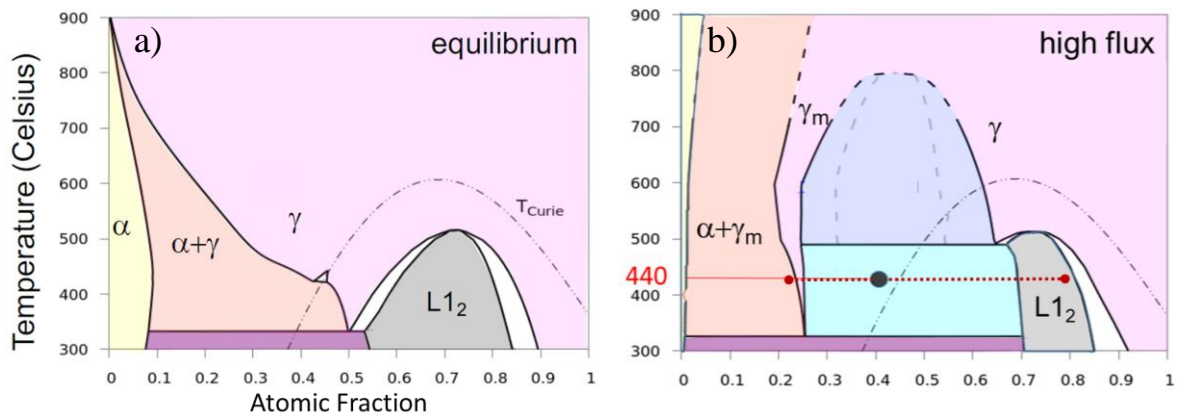 a)
equilibrium
900
800
700
600
500
400
300
α
α+γ
γ
T_Curie
L1₂
0 0.1 0.2 0.3 0.4 0.5 0.6 0.7 0.8 0.9 1
Atomic Fraction
Temperature (Celsius)
b)
high flux
900
800
700
600
500
440
400
300
γₘ
γ
α+γₘ
L1₂
0 0.1 0.2 0.3 0.4 0.5 0.6 0.7 0.8 0.9 1